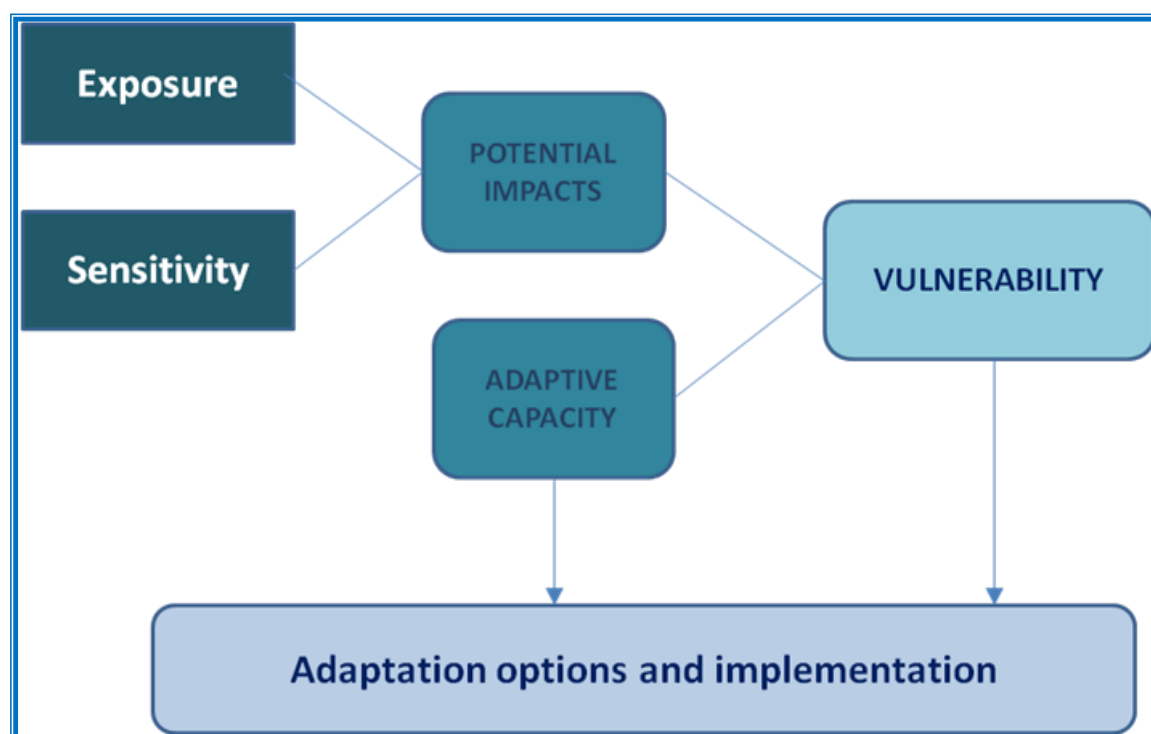 Exposure
Sensitivity
POTENTIAL
IMPACTS
ADAPTIVE
CAPACITY
VULNERABILITY
Adaptation options and implementation